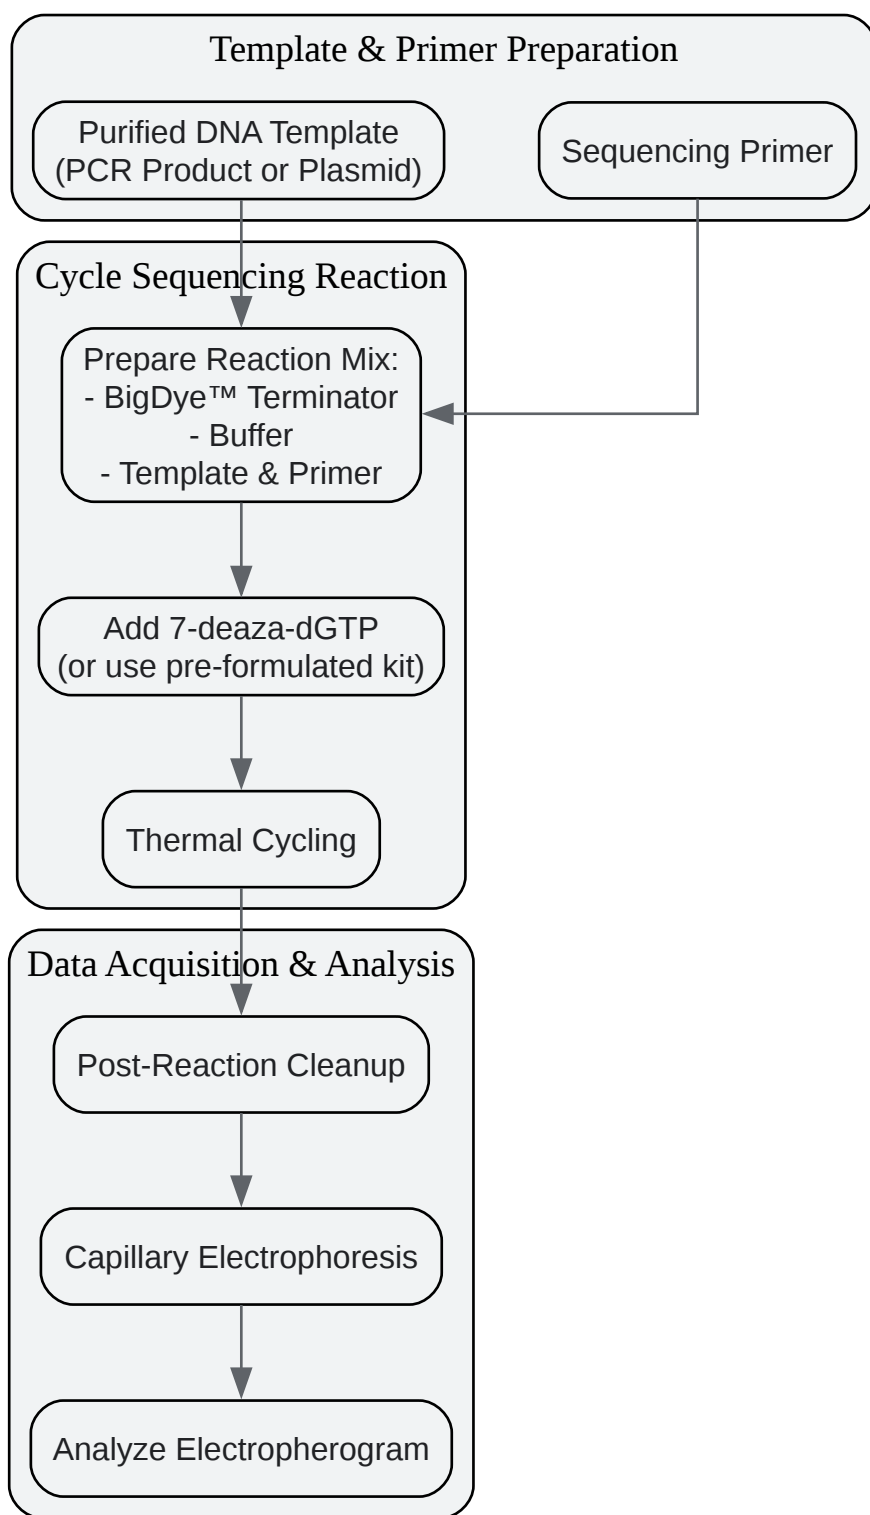 Template & Primer Preparation
Purified DNA Template
(PCR Product or Plasmid)
Sequencing Primer
Cycle Sequencing Reaction
Prepare Reaction Mix:
- BigDye™ Terminator
- Buffer
- Template & Primer
Add 7-deaza-dGTP
(or use pre-formulated kit)
Thermal Cycling
Data Acquisition & Analysis
Post-Reaction Cleanup
Capillary Electrophoresis
Analyze Electropherogram